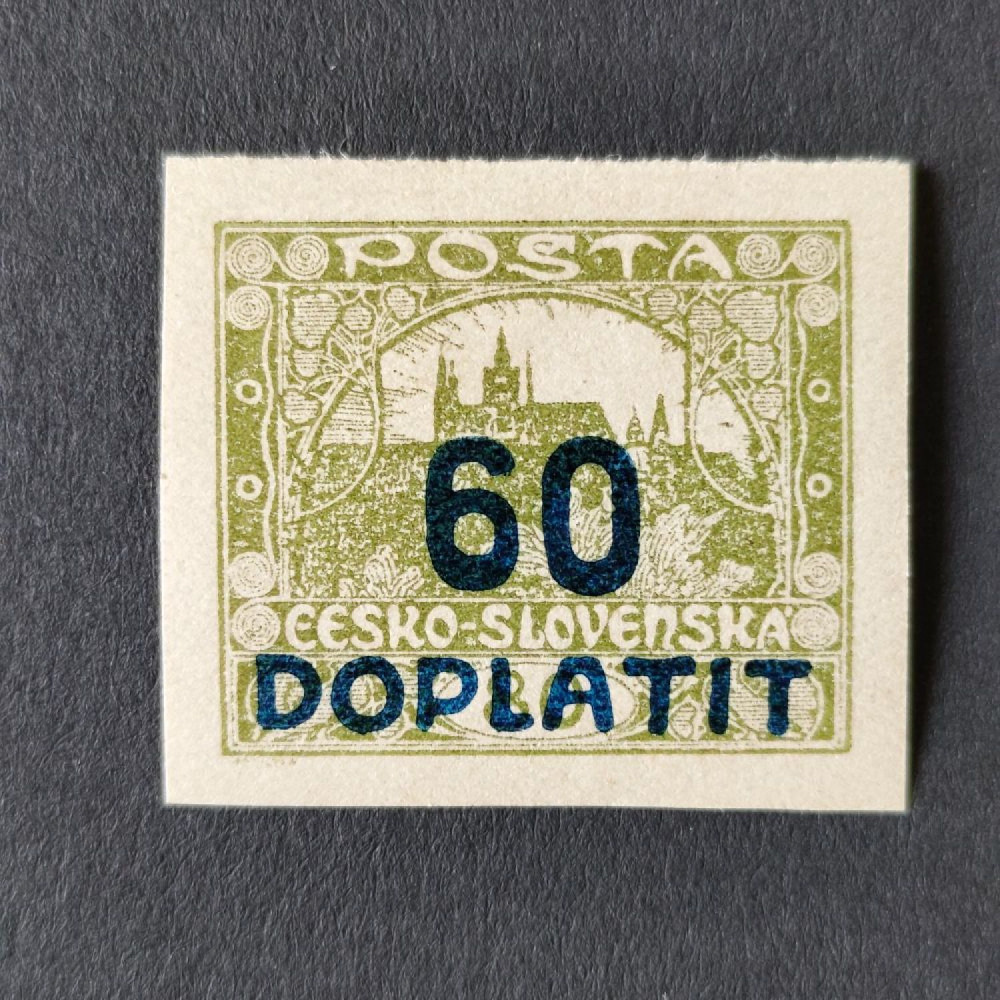 POSTA
60
ČESKO-SLOVENSKÁ
DOPLATIT